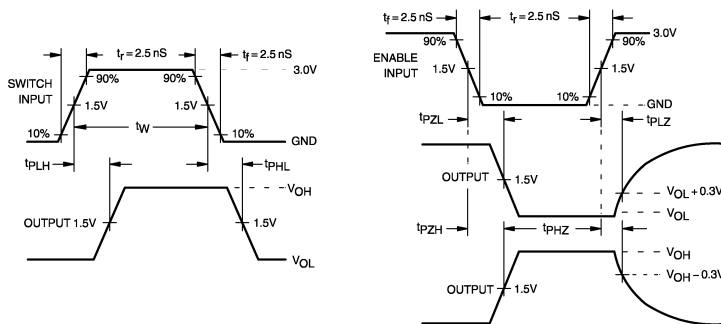 tr = 2.5 nS
tf = 2.5 nS
SWITCH
INPUT
90%
90%
3.0V
1.5V
1.5V
10%
tW
10%
GND
tPLH
tPHL
VOH
OUTPUT 1.5V
1.5V
VOL
tf = 2.5 nS
tr = 2.5 nS
3.0V
90%
90%
ENABLE
INPUT
1.5V
1.5V
10%
10%
GND
tPZL
tPLZ
OUTPUT
1.5V
VOL + 0.3V
VOL
tPZH
tPHZ
VOH
VOH – 0.3V
OUTPUT
1.5V